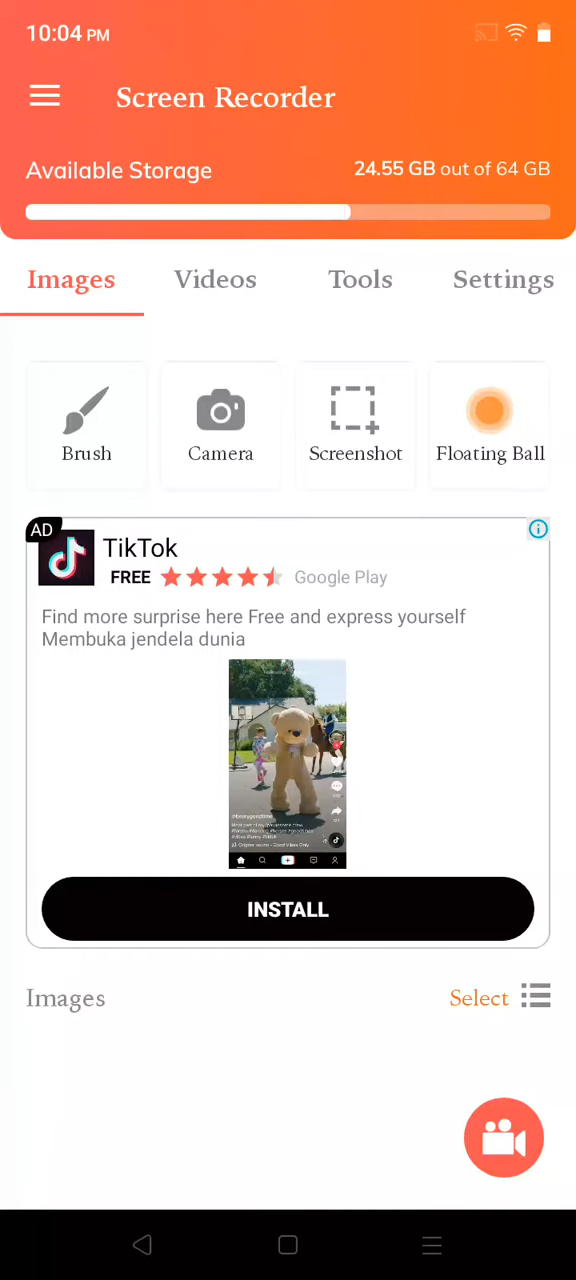 10:04 PM
Screen Recorder
Available Storage
24.55 GB out of 64 GB
Images
Videos
Tools
Settings
Brush
Camera
Screenshot
Floating Ball
AD
TikTok
FREE
Google Play
Find more surprise here Free and express yourself
Membuka jendela dunia
INSTALL
Images
Select